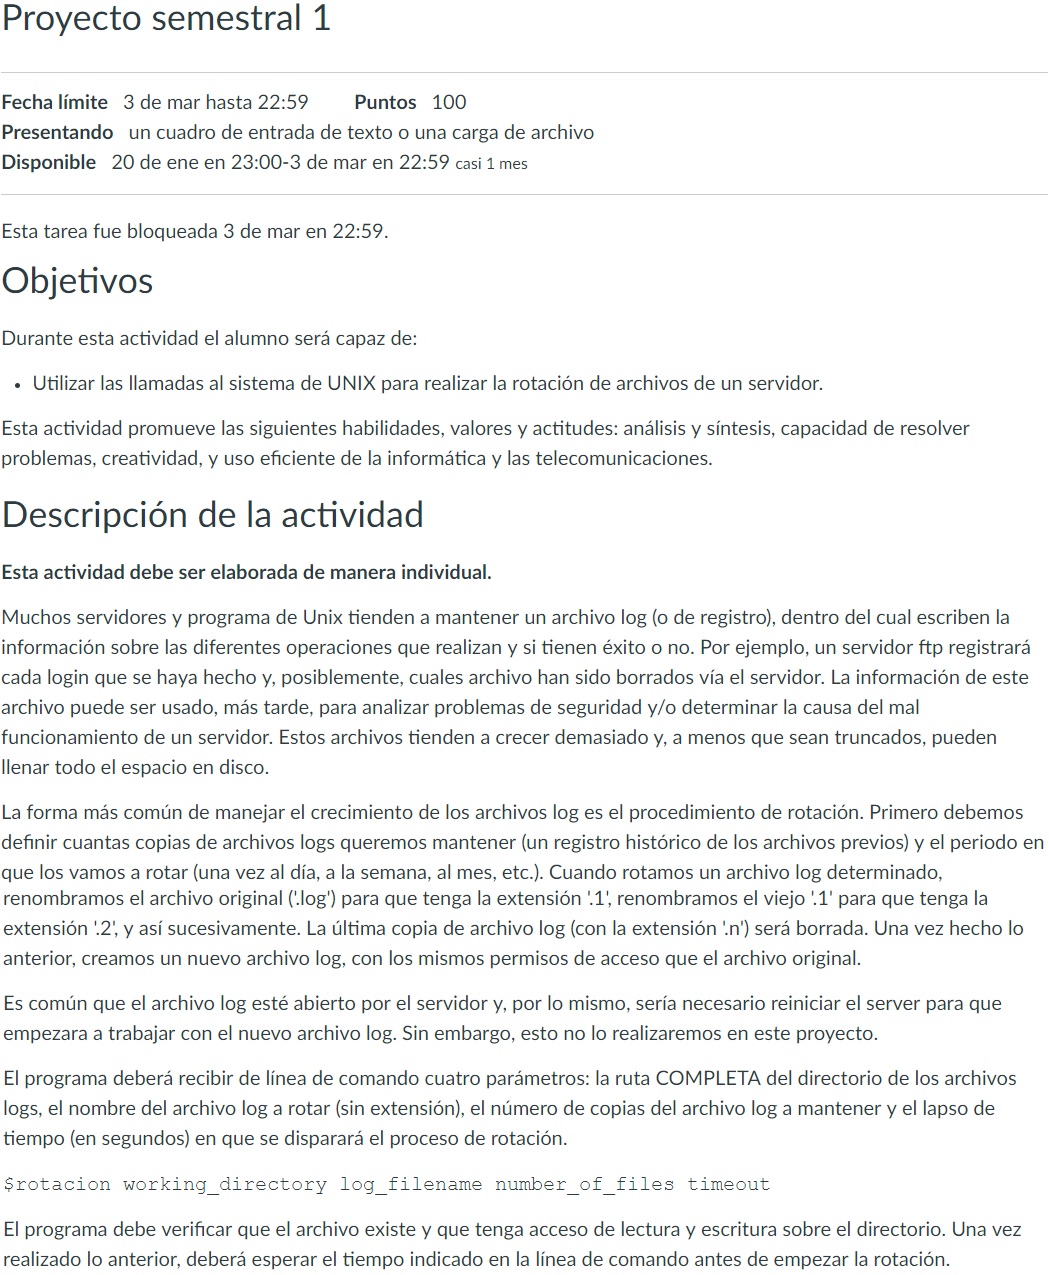 Proyecto semestral 1
Fecha límite 3 de mar hasta 22:59 Puntos 100
Presentando un cuadro de entrada de texto o una carga de archivo
Disponible 20 de ene en 23:00-3 de mar en 22:59 casi 1 mes
Esta tarea fue bloqueada 3 de mar en 22:59.
Objetivos
Durante esta actividad el alumno será capaz de:
• Utilizar las llamadas al sistema de UNIX para realizar la rotación de archivos de un servidor.
Esta actividad promueve las siguientes habilidades, valores y actitudes: análisis y síntesis, capacidad de resolver
problemas, creatividad, y uso eficiente de la informática y las telecomunicaciones.
Descripción de la actividad
Esta actividad debe ser elaborada de manera individual.
Muchos servidores y programa de Unix tienden a mantener un archivo log (o de registro), dentro del cual escriben la
información sobre las diferentes operaciones que realizan y si tienen éxito o no. Por ejemplo, un servidor ftp registrará
cada login que se haya hecho y, posiblemente, cuales archivo han sido borrados vía el servidor. La información de este
archivo puede ser usado, más tarde, para analizar problemas de seguridad y/o determinar la causa del mal
funcionamiento de un servidor. Estos archivos tienden a crecer demasiado y, a menos que sean truncados, pueden
llenar todo el espacio en disco.
La forma más común de manejar el crecimiento de los archivos log es el procedimiento de rotación. Primero debemos
definir cuantas copias de archivos logs queremos mantener (un registro histórico de los archivos previos) y el periodo en
que los vamos a rotar (una vez al día, a la semana, al mes, etc.). Cuando rotamos un archivo log determinado,
renombramos el archivo original ('.log') para que tenga la extensión '.1', renombramos el viejo '.1' para que tenga la
extensión '.2', y así sucesivamente. La última copia de archivo log (con la extensión '.n') será borrada. Una vez hecho lo
anterior, creamos un nuevo archivo log, con los mismos permisos de acceso que el archivo original.
Es común que el archivo log esté abierto por el servidor y, por lo mismo, sería necesario reiniciar el server para que
empezara a trabajar con el nuevo archivo log. Sin embargo, esto no lo realizaremos en este proyecto.
El programa deberá recibir de línea de comando cuatro parámetros: la ruta COMPLETA del directorio de los archivos
logs, el nombre del archivo log a rotar (sin extensión), el número de copias del archivo log a mantener y el lapso de
tiempo (en segundos) en que se disparará el proceso de rotación.
$rotacion working_directory log_filename number_of_files timeout
El programa debe verificar que el archivo existe y que tenga acceso de lectura y escritura sobre el directorio. Una vez
realizado lo anterior, deberá esperar el tiempo indicado en la línea de comando antes de empezar la rotación.